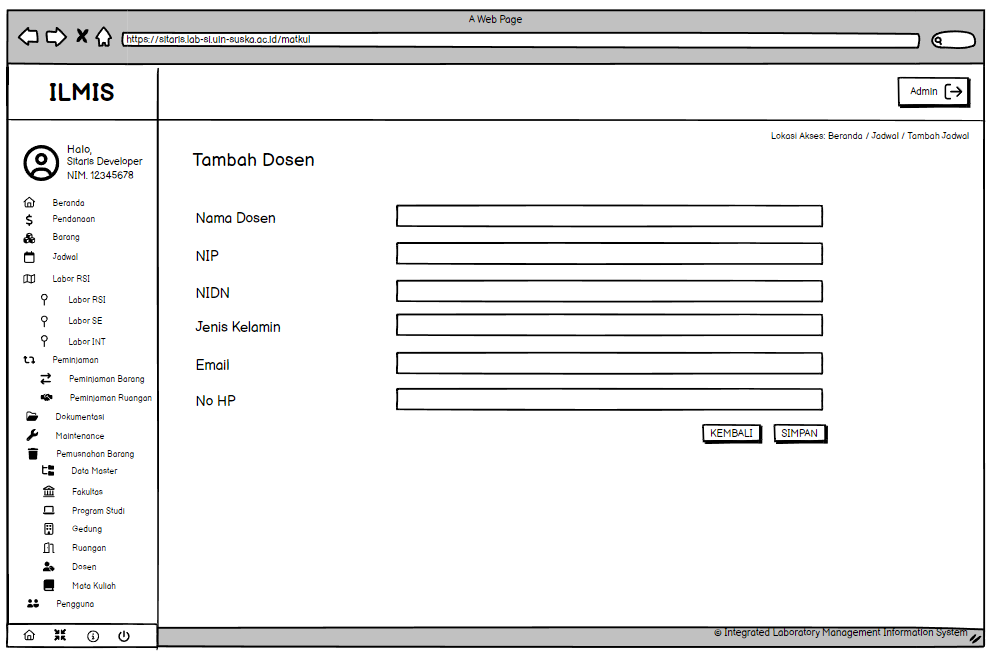 A Web Page
https://sitaris.lab-si.uin-suska.ac.id/matkul
ILMIS
Admin
Lokasi Akses: Beranda / Jadwal / Tambah Jadwal
Halo,
Sitaris Developer
NIM. 12345678
Beranda
Pendanaan
Barang
Jadwal
Labor RSI
Labor RSI
Labor SE
Labor INT
Peminjaman
Peminjaman Barang
Peminjaman Ruangan
Dokumentasi
Maintenance
Pemusnahan Barang
Data Master
Fakultas
Program Studi
Gedung
Ruangan
Dosen
Mata Kuliah
Pengguna
Tambah Dosen
Nama Dosen
NIP
NIDN
Jenis Kelamin
Email
No HP
KEMBALI
SIMPAN
© Integrated Laboratory Management Information System